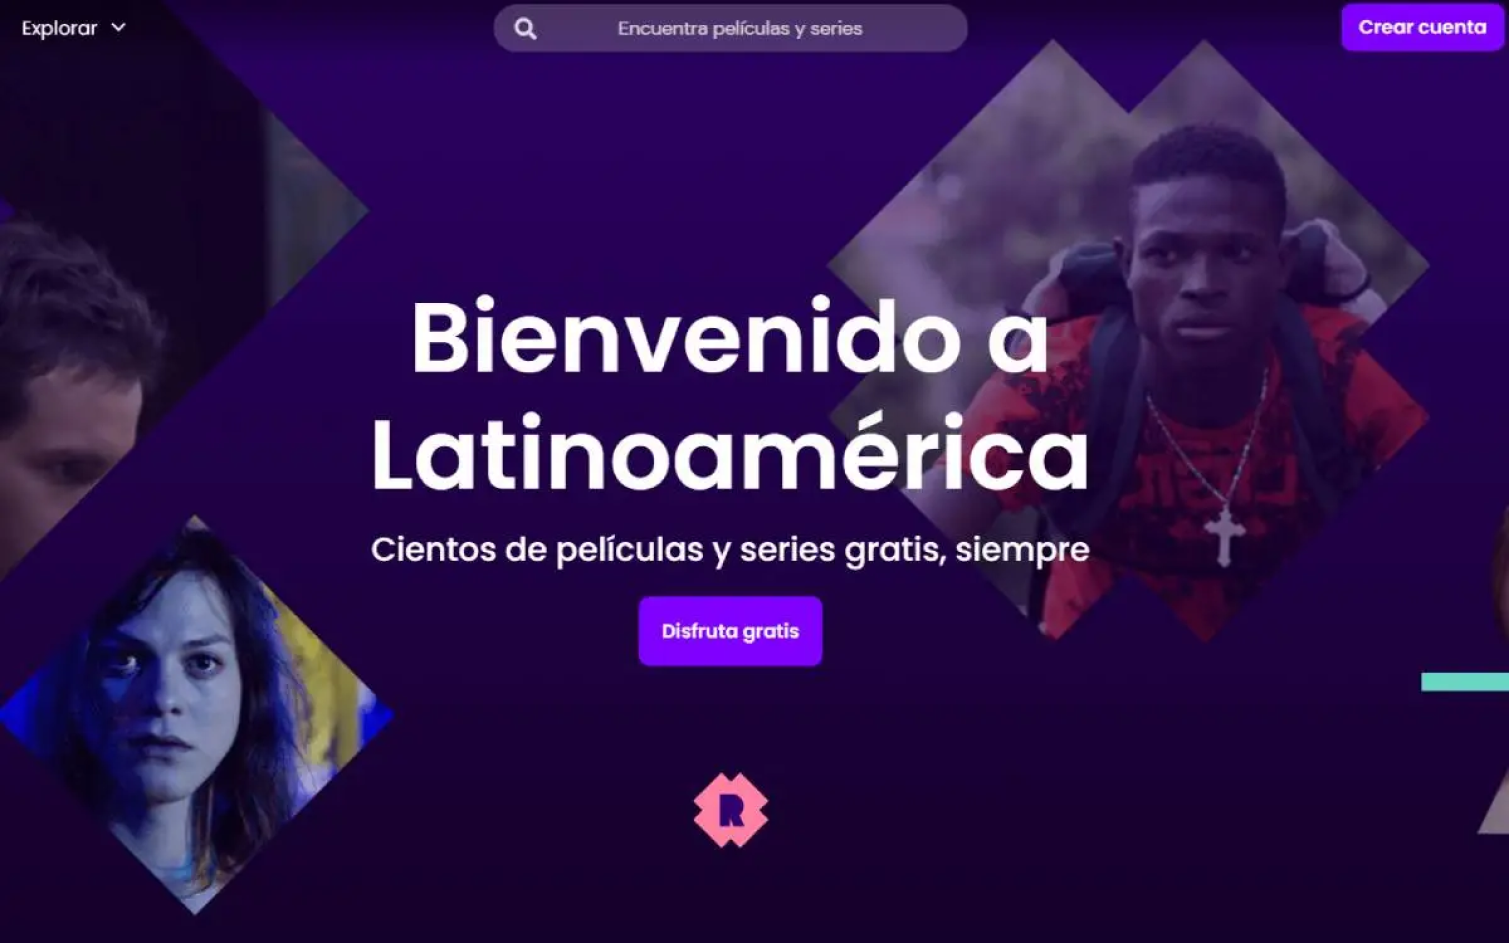 Explorar
Encuentra películas y series
Crear cuenta
Bienvenido a
Latinoamérica
Cientos de películas y series gratis, siempre
Disfruta gratis
R